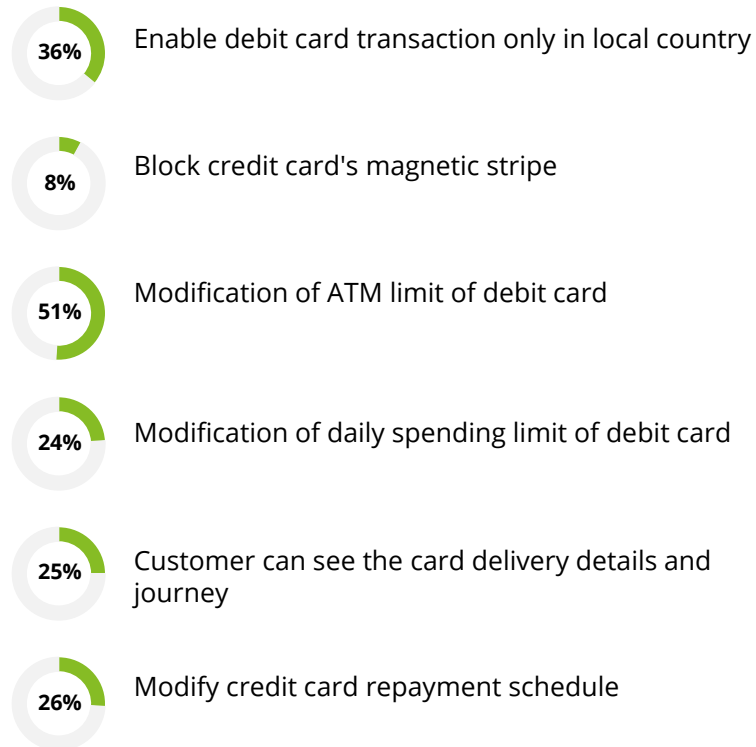 36%
Enable debit card transaction only in local country
8%
Block credit card's magnetic stripe
51%
Modification of ATM limit of debit card
24%
Modification of daily spending limit of debit card
25%
Customer can see the card delivery details and
journey
26%
Modify credit card repayment schedule